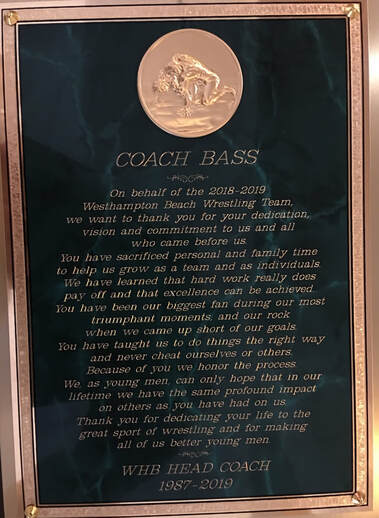 COACH BASS
On behalf of the 2018-2019
Westhampton Beach Wrestling Team,
we want to thank you for your dedication,
vision and commitment to us and all
who came before us.
You have sacrificed personal and family time
to help us grow as a team and as individuals.
We have learned that hard work really does
pay off and that excellence can be achieved.
You have been our biggest fan during our most
triumphant moments, and our rock
when we came up short of our goals.
You have taught us to do things the right way
and never cheat ourselves or others.
Because of you we honor the process.
We, as young men, can only hope that in our
lifetime we have the same profound impact
on others as you have had on us.
Thank you for dedicating your life to the
great sport of wrestling and for making
all of us better young men.
WHB HEAD COACH
1987-2019